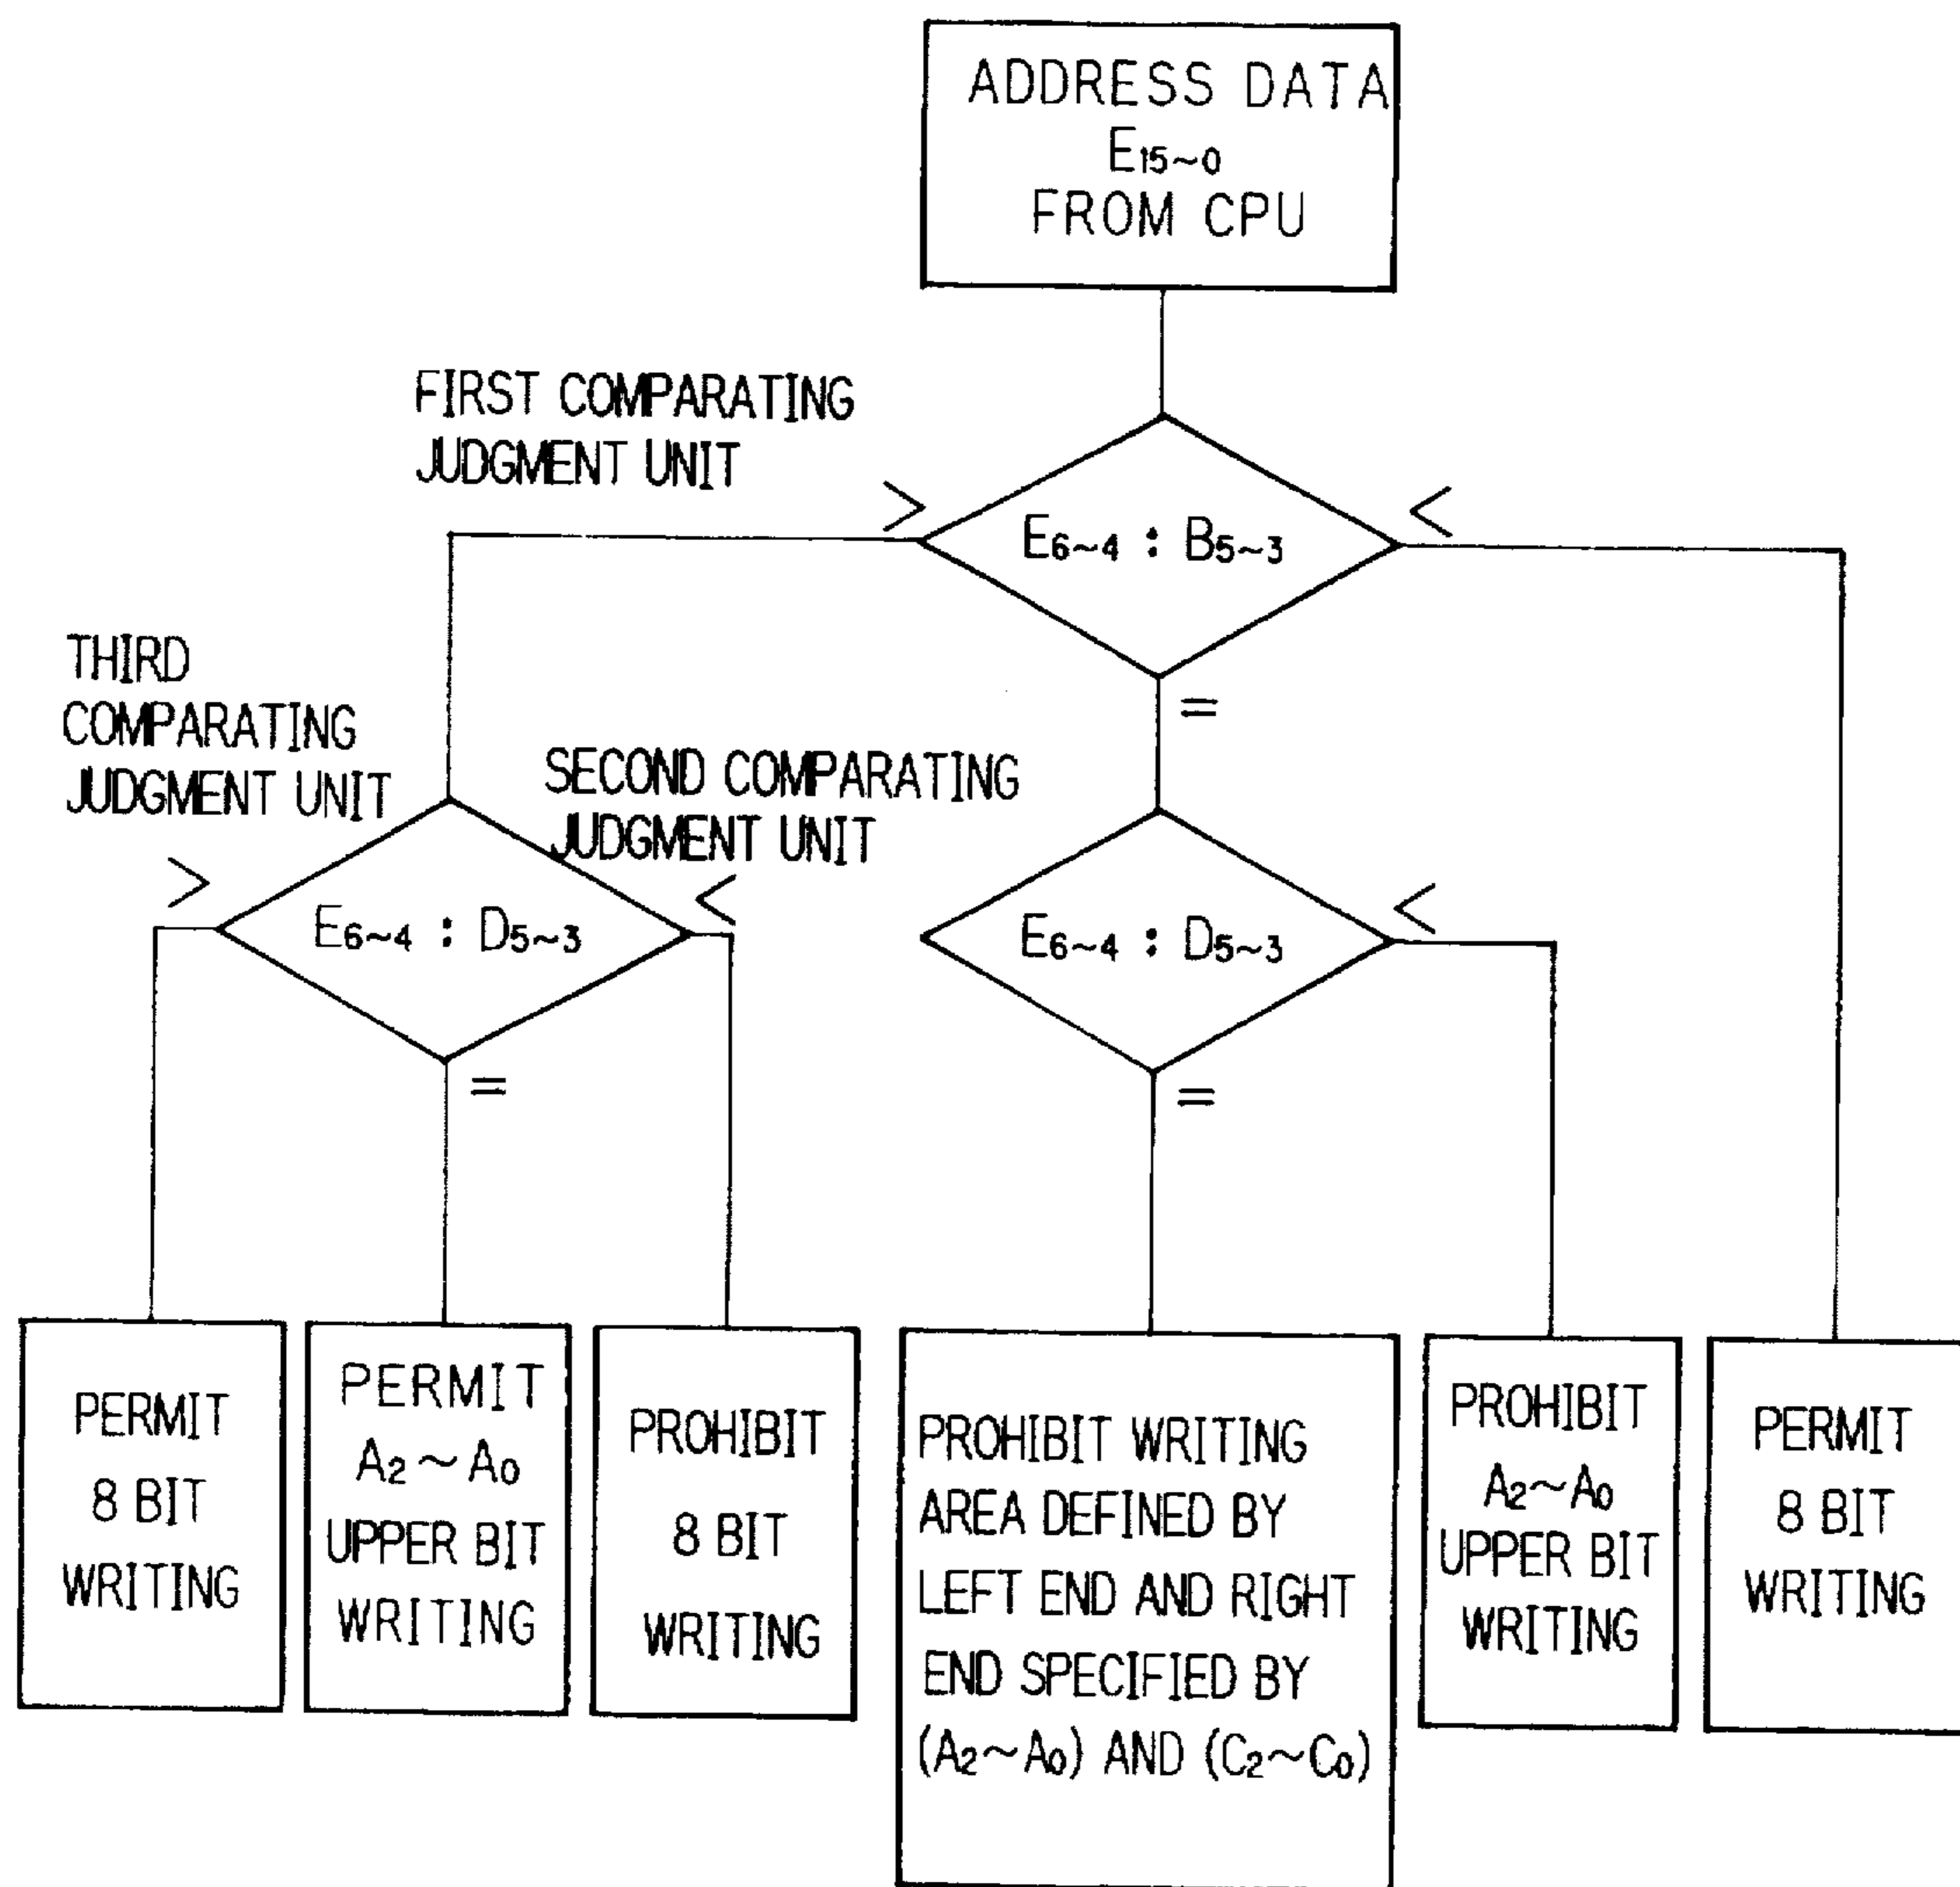 ADDRESS DATA
E15~0
FROM CPU
FIRST COMPARATING
JUDGMENT UNIT
>
<
E6~4 : B5~3
=
THIRD
COMPARATING
JUDGMENT UNIT
SECOND COMPARATING
JUDGMENT UNIT
>
<
E6~4 : D5~3
=
<
E6~4 : D5~3
=
PERMIT
8 BIT
WRITING
PERMIT
A2~A0
UPPER BIT
WRITING
PROHIBIT
8 BIT
WRITING
PROHIBIT WRITING
AREA DEFINED BY
LEFT END AND RIGHT
END SPECIFIED BY
(A2~A0) AND (C2~C0)
PROHIBIT
A2~A0
UPPER BIT
WRITING
PERMIT
8 BIT
WRITING